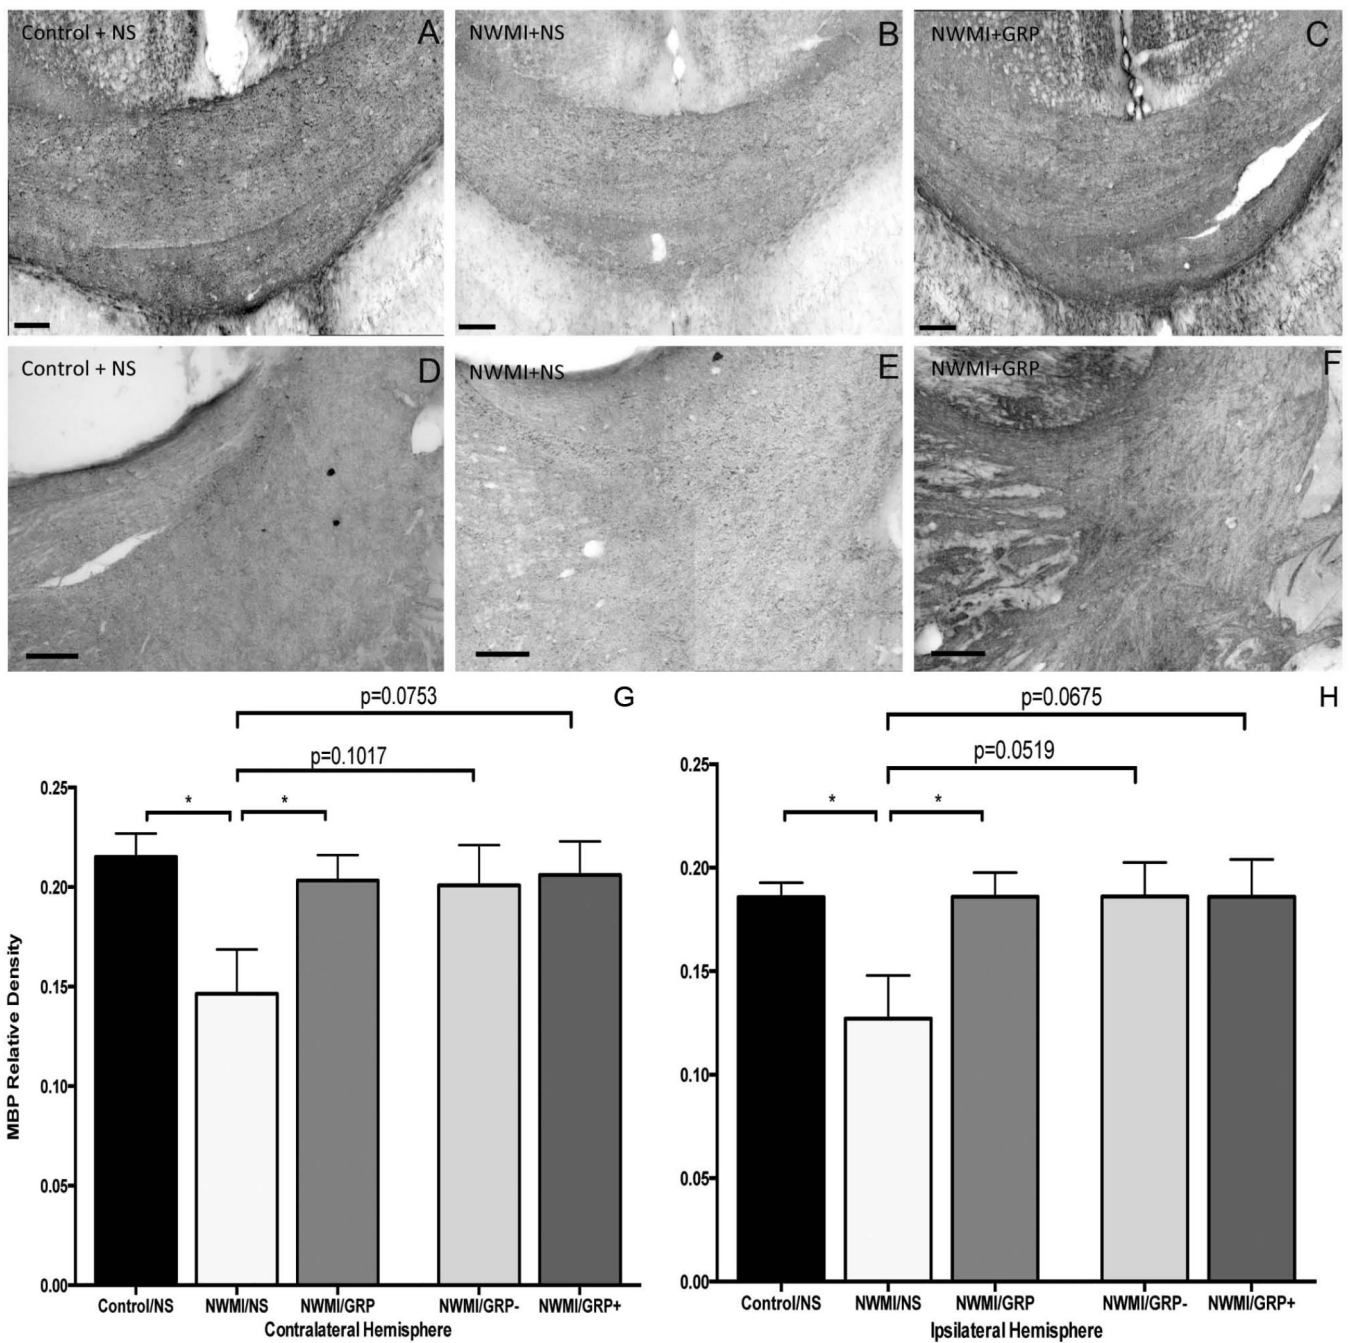 Control + NS
A
NWMI+NS
B
NWMI+GRP
C
Control + NS
D
NWMI+NS
E
NWMI+GRP
F
G
p=0.0753
p=0.1017
* *
0.25
0.20
0.15
0.10
0.05
0.00
MBP Relative Density
Control/NS NWMI/NS NWMI/GRP NWMI/GRP- NWMI/GRP+
Contralateral Hemisphere
H
p=0.0675
p=0.0519
* *
0.25
0.20
0.15
0.10
0.05
0.00
Control/NS NWMI/NS NWMI/GRP NWMI/GRP- NWMI/GRP+
Ipsilateral Hemisphere